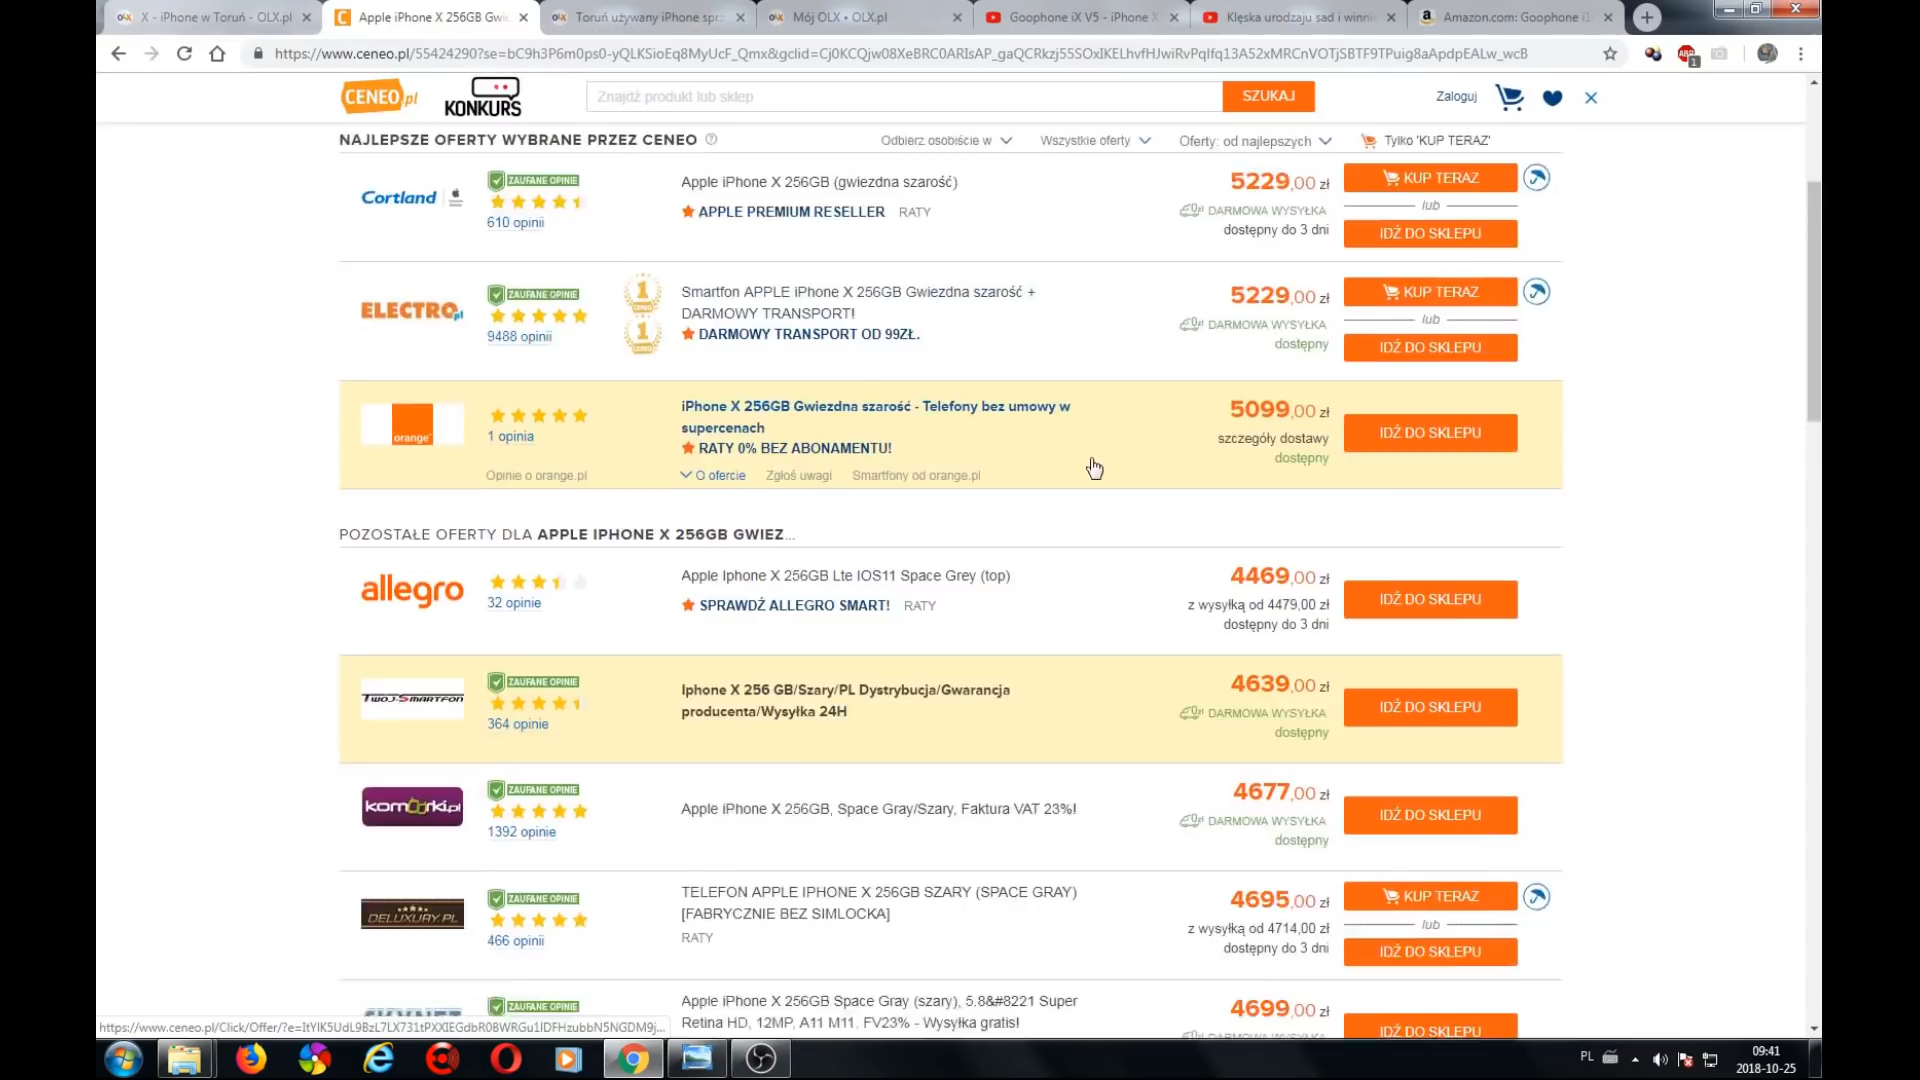 X - iPhone w Toruń - OLX.pl
Apple iPhone X 256GB Gwi
Toruń używany iPhone spr
Mój OLX • OLX.pl
Goophone iX V5 - iPhone X
Klęska urodzaju sad i winni
Amazon.com: Goophone i
https://www.ceneo.pl/55424290?se=bC9h3P6m0ps0-yQLKSioEq8MyUcF_Qmx&gclid=Cj0KCQjw08XeBRC0ARIsAP_gaQCRkzj55SOxIKELhvfHJwiRvPqlfq13A52xMRCnVOTjSBTF9TPuig8aApdpEALw_wcB
CENEO.pl
KONKURS
Znajdź produkt lub sklep
SZUKAJ
Zaloguj
NAJLEPSZE OFERTY WYBRANE PRZEZ CENEO
Odbierz osobiście w
Wszystkie oferty
Oferty: od najlepszych
Tylko 'KUP TERAZ'
Cortland
ZAUFANE OPINIE
610 opinii
Apple iPhone X 256GB (gwiezdna szarość)
APPLE PREMIUM RESELLER RATY
5229,00 zł
DARMOWA WYSYŁKA
dostępny do 3 dni
KUP TERAZ
lub
IDŹ DO SKLEPU
ELECTRO.pl
ZAUFANE OPINIE
9488 opinii
1
1
Smartfon APPLE iPhone X 256GB Gwiezdna szarość +
DARMOWY TRANSPORT!
DARMOWY TRANSPORT OD 99ZŁ.
5229,00 zł
DARMOWA WYSYŁKA
dostępny
KUP TERAZ
lub
IDŹ DO SKLEPU
orange
1 opinia
Opinie o orange.pl
iPhone X 256GB Gwiezdna szarość - Telefony bez umowy w
supercenach
RATY 0% BEZ ABONAMENTU!
O ofercie Zgłoś uwagi Smartfony od orange.pl
5099,00 zł
szczegóły dostawy
dostępny
IDŹ DO SKLEPU
POZOSTAŁE OFERTY DLA APPLE IPHONE X 256GB GWIEZ...
allegro
32 opinie
Apple Iphone X 256GB Lte IOS11 Space Grey (top)
SPRAWDŹ ALLEGRO SMART! RATY
4469,00 zł
z wysyłką od 4479,00 zł
dostępny do 3 dni
IDŹ DO SKLEPU
TWOJ-SMARTFON
ZAUFANE OPINIE
364 opinie
Iphone X 256 GB/Szary/PL Dystrybucja/Gwarancja
producenta/Wysyłka 24H
4639,00 zł
DARMOWA WYSYŁKA
dostępny
IDŹ DO SKLEPU
komórki.pl
ZAUFANE OPINIE
1392 opinie
Apple iPhone X 256GB, Space Gray/Szary, Faktura VAT 23%!
4677,00 zł
DARMOWA WYSYŁKA
dostępny
IDŹ DO SKLEPU
DELUXURY.PL
ZAUFANE OPINIE
466 opinii
TELEFON APPLE IPHONE X 256GB SZARY (SPACE GRAY)
[FABRYCZNIE BEZ SIMLOCKA]
RATY
4695,00 zł
z wysyłką od 4714,00 zł
dostępny do 3 dni
KUP TERAZ
lub
IDŹ DO SKLEPU
ZAUFANE OPINIE
Apple iPhone X 256GB Space Gray (szary), 5.8&#8221 Super
Retina HD, 12MP, A11 M11, FV23% - Wysyłka gratis!
4699,00 zł
IDŹ DO SKLEPU
PL
09:41
2018-10-25